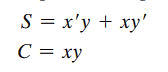 S = x'y + xy'
C = xy